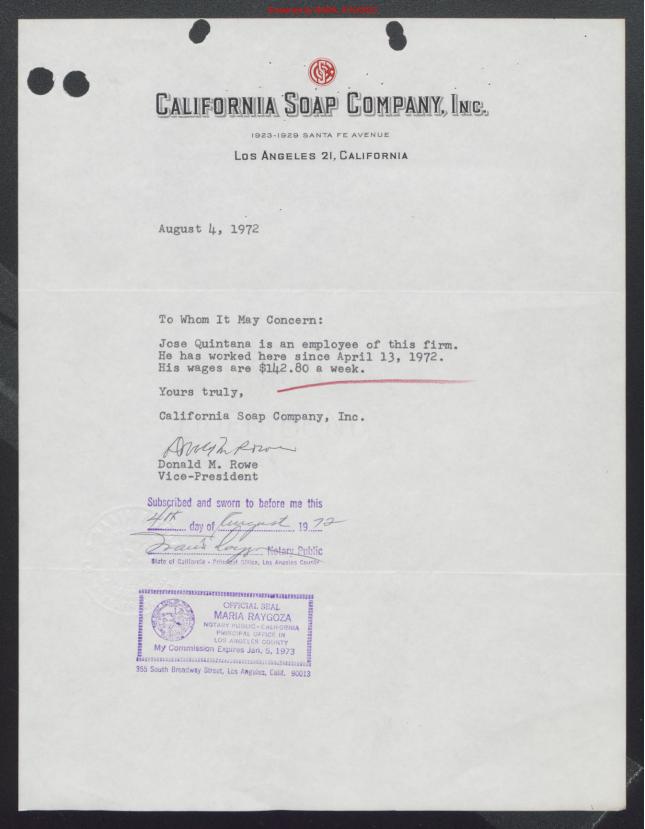 CALIFORNIA SOAP COMPANY, INC.
1923-1929 SANTA FE AVENUE
LOS ANGELES 21, CALIFORNIA
August 4, 1972
To Whom It May Concern:
Jose Quintana is an employee of this firm.
He has worked here since April 13, 1972.
His wages are $142.80 a week.
Yours truly,
California Soap Company, Inc.
Donald M. Rowe
Donald M. Rowe
Vice-President
Subscribed and sworn to before me this
4th day of August 1972
Notary Public
State of California - Principal Office, Los Angeles County
OFFICIAL SEAL
MARIA RAYGOZA
NOTARY PUBLIC - CALIFORNIA
PRINCIPAL OFFICE IN
LOS ANGELES COUNTY
My Commission Expires Jan. 5, 1973
355 South Broadway Street, Los Angeles, Calif. 90013